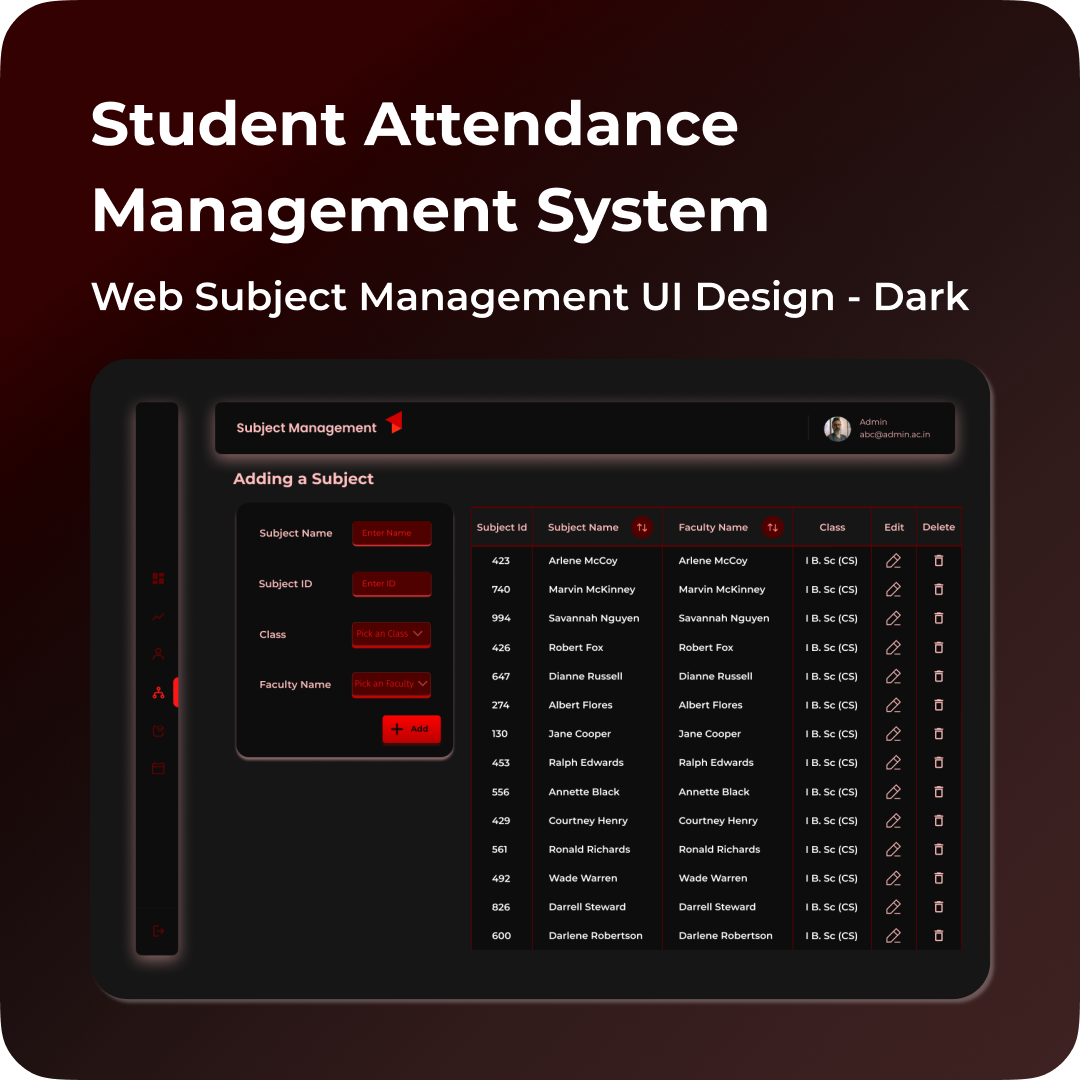 Student Attendance
Management System
Web Subject Management UI Design - Dark
Subject Management
Admin
abc@admin.ac.in
Adding a Subject
Subject Name Enter Name
Subject ID Enter ID
Class Pick an Class
Faculty Name Pick an Faculty
Add
Subject Id Subject Name Faculty Name Class Edit Delete
423 Arlene McCoy Arlene McCoy I B. Sc (CS)
740 Marvin McKinney Marvin McKinney I B. Sc (CS)
994 Savannah Nguyen Savannah Nguyen I B. Sc (CS)
426 Robert Fox Robert Fox I B. Sc (CS)
647 Dianne Russell Dianne Russell I B. Sc (CS)
274 Albert Flores Albert Flores I B. Sc (CS)
130 Jane Cooper Jane Cooper I B. Sc (CS)
453 Ralph Edwards Ralph Edwards I B. Sc (CS)
556 Annette Black Annette Black I B. Sc (CS)
429 Courtney Henry Courtney Henry I B. Sc (CS)
561 Ronald Richards Ronald Richards I B. Sc (CS)
492 Wade Warren Wade Warren I B. Sc (CS)
826 Darrell Steward Darrell Steward I B. Sc (CS)
600 Darlene Robertson Darlene Robertson I B. Sc (CS)